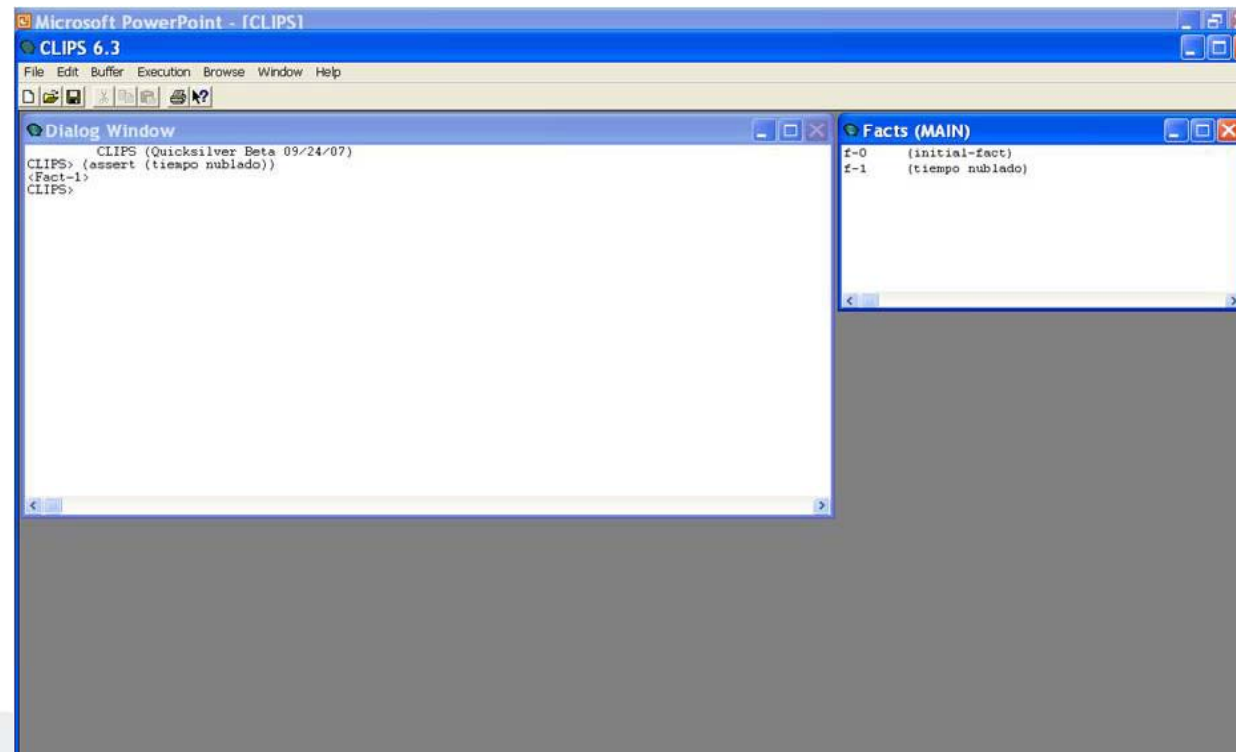 Microsoft PowerPoint - [CLIPS]
CLIPS 6.3
File Edit Buffer Execution Browse Window Help
Dialog Window
CLIPS (Quicksilver Beta 09/24/07)
CLIPS> (assert (tiempo nublado))
<Fact-1>
CLIPS>
Facts (MAIN)
f-0 (initial-fact)
f-1 (tiempo nublado)